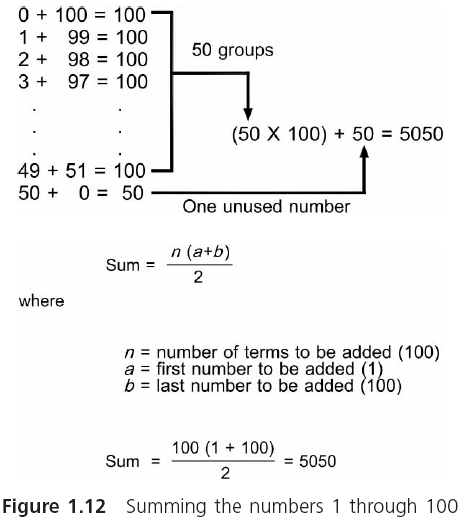 0 + 100 = 100
1 + 99 = 100
2 + 98 = 100
3 + 97 = 100
50 groups
. .
. .
. .
(50 X 100) + 50 = 5050
49 + 51 = 100
50 + 0 = 50
One unused number
Sum = n (a+b) / 2
where
n = number of terms to be added (100)
a = first number to be added (1)
b = last number to be added (100)
Sum = 100 (1 + 100) / 2 = 5050
Figure 1.12 Summing the numbers 1 through 100